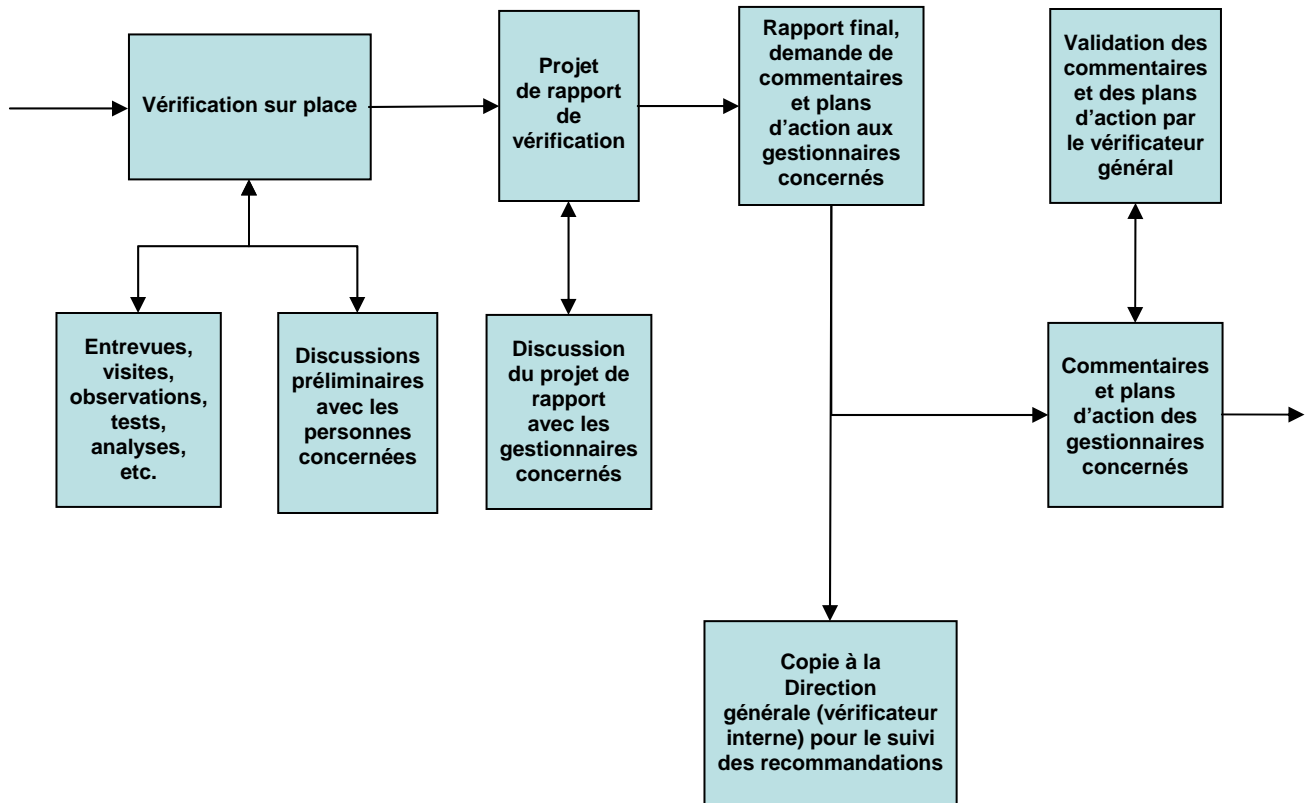 Vérification sur place
Projet
de rapport
de
vérification
Rapport final,
demande de
commentaires
et plans
d’action aux
gestionnaires
concernés
Validation des
commentaires
et des plans
d’action par
le vérificateur
général
Entrevues,
visites,
observations,
tests,
analyses,
etc.
Discussions
préliminaires
avec les
personnes
concernées
Discussion
du projet de
rapport
avec les
gestionnaires
concernés
Commentaires
et plans
d’action des
gestionnaires
concernés
Copie à la
Direction
générale (vérificateur
interne) pour le suivi
des recommandations